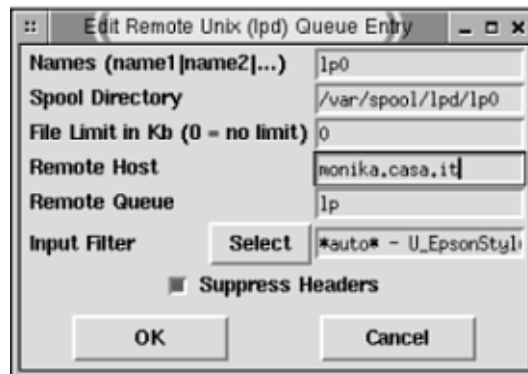 Edit Remote Unix (lpd) Queue Entry
Names (name1|name2|...) lp0
Spool Directory /var/spool/lpd/lp0
File Limit in Kb (0 = no limit) 0
Remote Host monika.casa.it
Remote Queue lp
Input Filter Select *auto* - U_EpsonStyl
Suppress Headers
OK Cancel